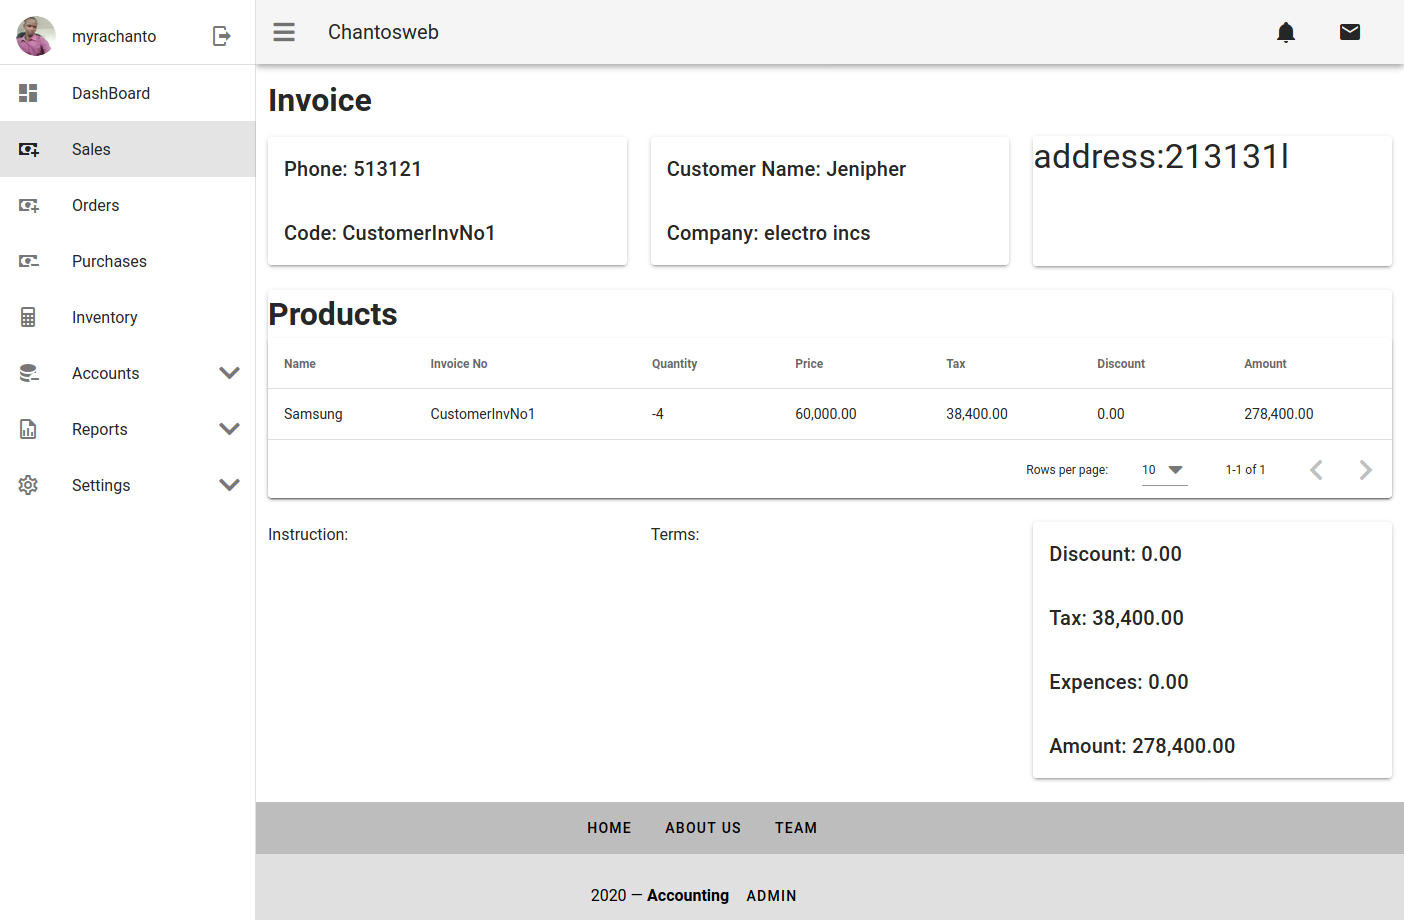 myrachanto
Chantosweb
DashBoard
Sales
Orders
Purchases
Inventory
Accounts
Reports
Settings
Invoice
Phone: 513121
Code: CustomerInvNo1
Customer Name: Jenipher
Company: electro incs
address:213131l
Products
Name Invoice No Quantity Price Tax Discount Amount
Samsung CustomerInvNo1 -4 60,000.00 38,400.00 0.00 278,400.00
Rows per page: 10 1-1 of 1
Instruction:
Terms:
Discount: 0.00
Tax: 38,400.00
Expences: 0.00
Amount: 278,400.00
HOME ABOUT US TEAM
2020 — Accounting ADMIN